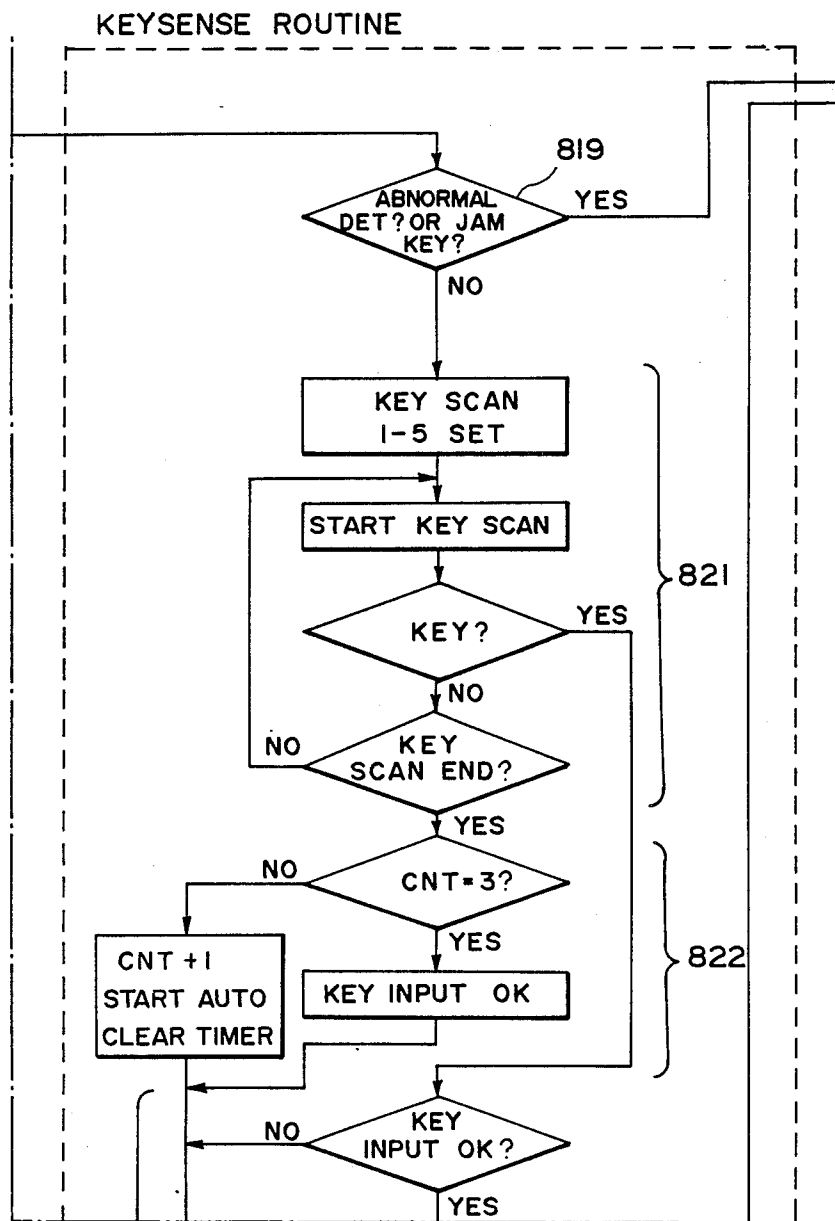 KEYSENSE ROUTINE
819
ABNORMAL
DET? OR JAM
KEY?
YES
NO
KEY SCAN
1-5 SET
START KEY SCAN
821
KEY?
YES
NO
KEY
SCAN END?
NO
YES
CNT=3?
NO
YES
822
CNT +1
START AUTO
CLEAR TIMER
KEY INPUT OK
KEY
INPUT OK?
NO
YES